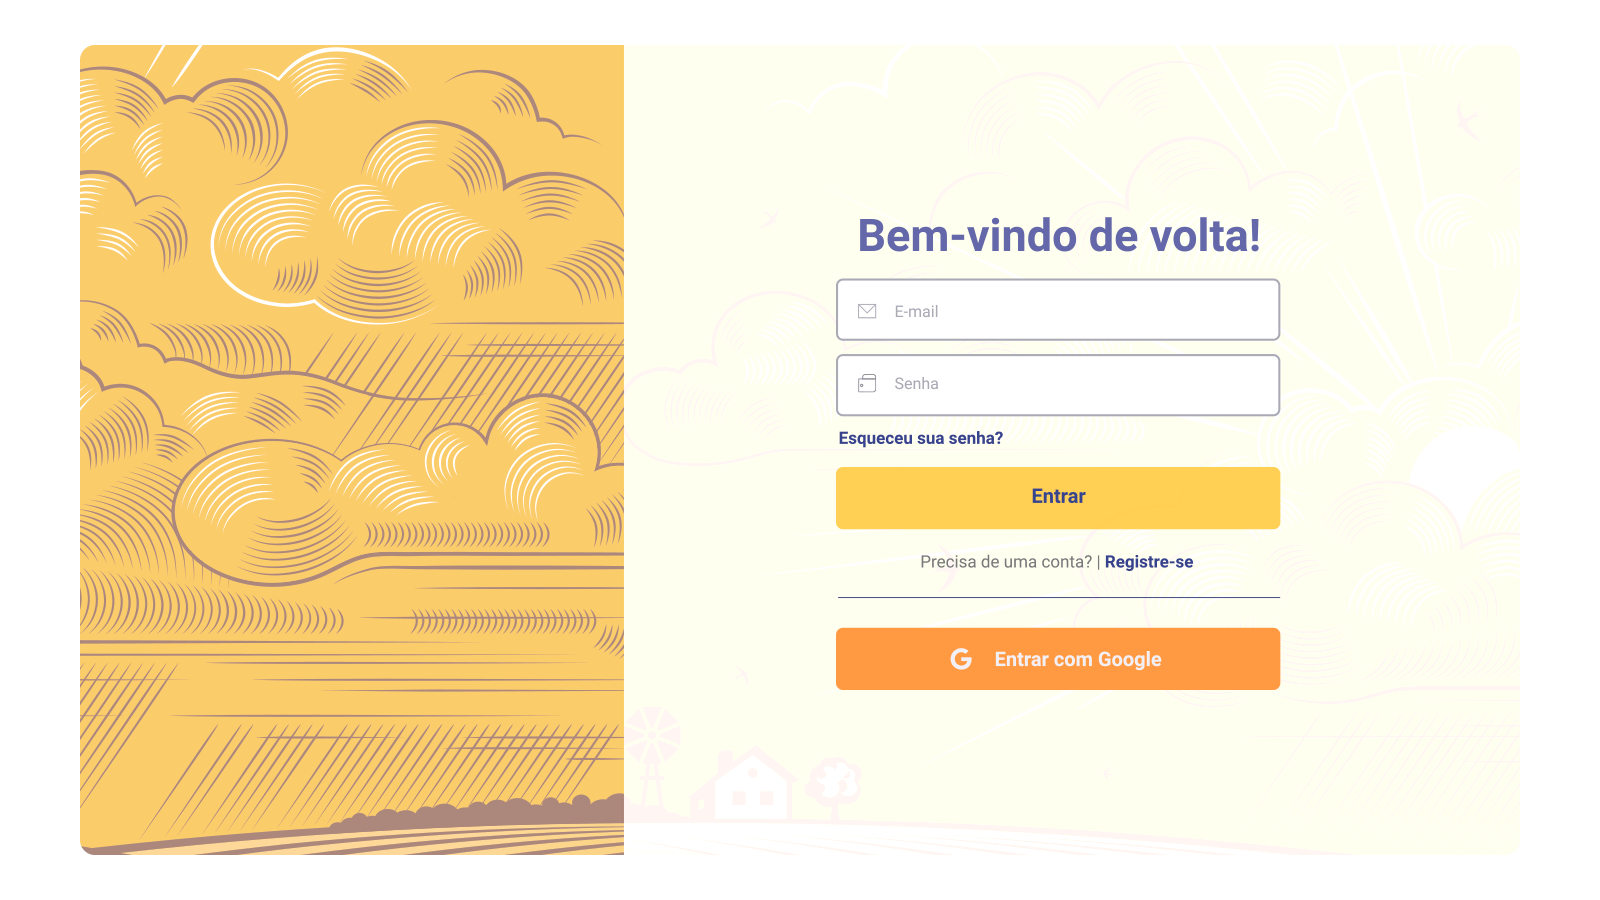 Bem-vindo de volta!
E-mail
Senha
Esqueceu sua senha?
Entrar
Precisa de uma conta? | Registre-se
Entrar com Google